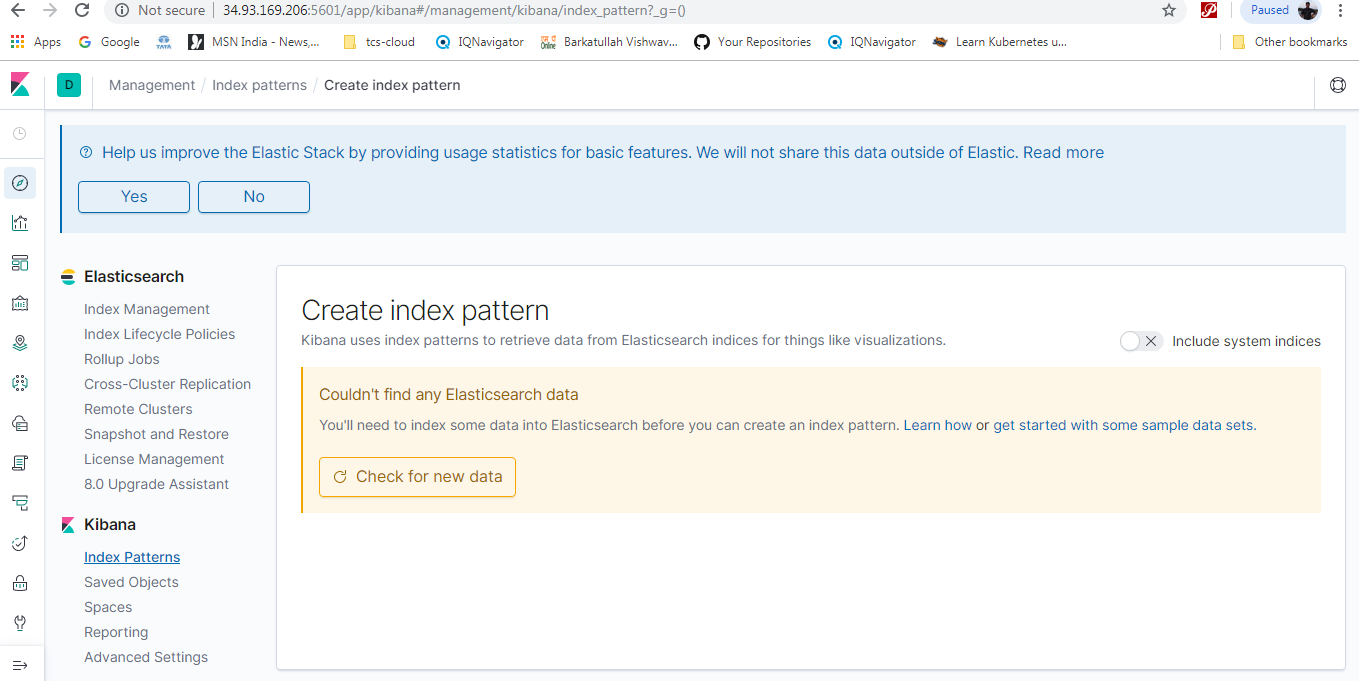 Not secure | 34.93.169.206:5601/app/kibana#/management/kibana/index_pattern?_g=()
Paused
Apps Google TATA MSN India - News,... tcs-cloud IQNavigator Barkatullah Vishwav... Your Repositories IQNavigator Learn Kubernetes u... Other bookmarks
D Management / Index patterns / Create index pattern
Help us improve the Elastic Stack by providing usage statistics for basic features. We will not share this data outside of Elastic. Read more
Yes No
Elasticsearch
Index Management
Index Lifecycle Policies
Rollup Jobs
Cross-Cluster Replication
Remote Clusters
Snapshot and Restore
License Management
8.0 Upgrade Assistant
Kibana
Index Patterns
Saved Objects
Spaces
Reporting
Advanced Settings
Create index pattern
Kibana uses index patterns to retrieve data from Elasticsearch indices for things like visualizations.
Include system indices
Couldn't find any Elasticsearch data
You'll need to index some data into Elasticsearch before you can create an index pattern. Learn how or get started with some sample data sets.
Check for new data